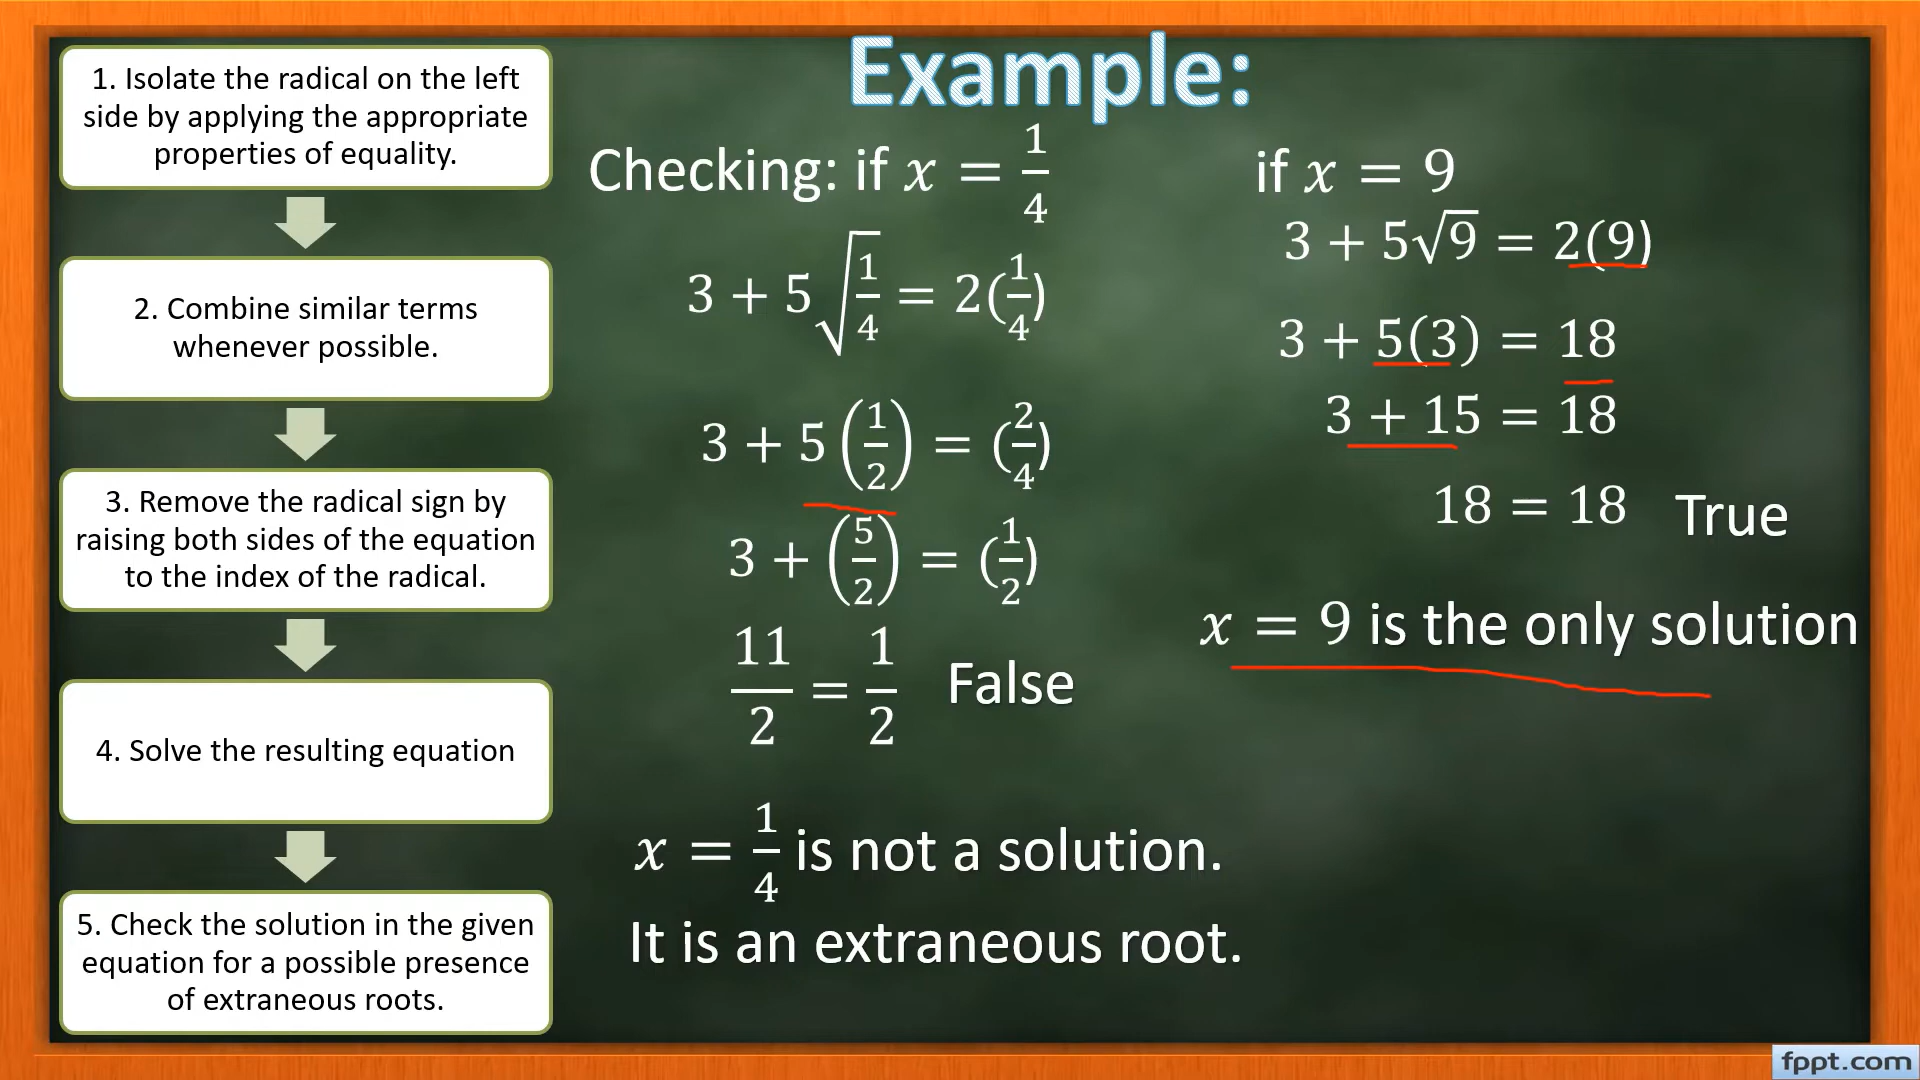 Example:
1. Isolate the radical on the left
side by applying the appropriate
properties of equality.
2. Combine similar terms
whenever possible.
3. Remove the radical sign by
raising both sides of the equation
to the index of the radical.
4. Solve the resulting equation
5. Check the solution in the given
equation for a possible presence
of extraneous roots.
Checking: if x = 1/4
3 + 5√(1/4) = 2(1/4)
3 + 5(1/2) = (2/4)
3 + (5/2) = (1/2)
11/2 = 1/2 False
x = 1/4 is not a solution.
It is an extraneous root.
if x = 9
3 + 5√9 = 2(9)
3 + 5(3) = 18
3 + 15 = 18
18 = 18 True
x = 9 is the only solution
fppt.com